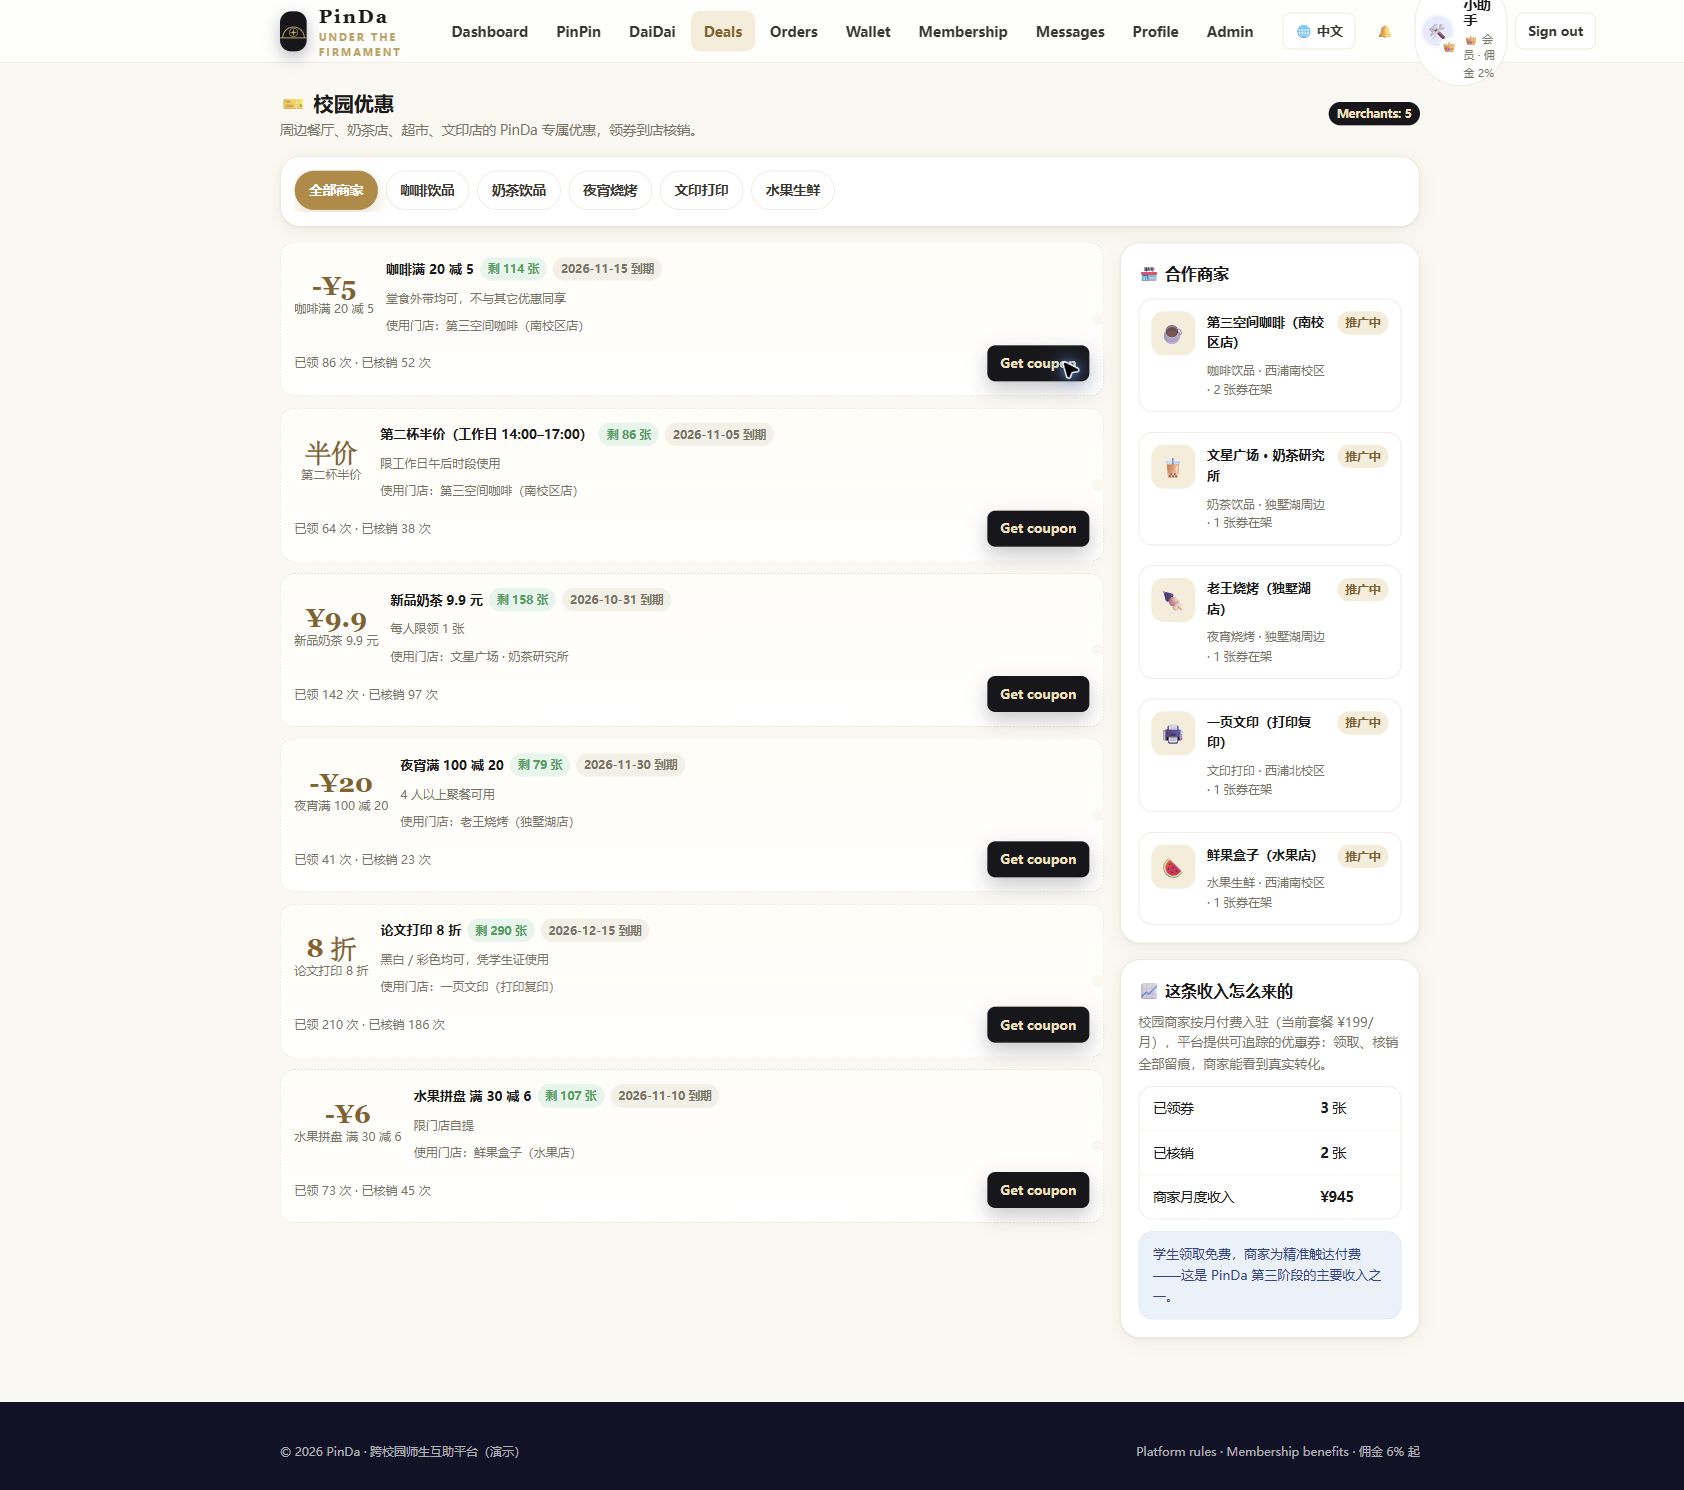 PinDa
UNDER THE
FIRMAMENT
Dashboard
PinPin
DaiDai
Deals
Orders
Wallet
Membership
Messages
Profile
Admin
中文
小助
手
会
员 · 佣
金 2%
Sign out
校园优惠
周边餐厅、奶茶店、超市、文印店的 PinDa 专属优惠，领券到店核销。
Merchants: 5
全部商家
咖啡饮品
奶茶饮品
夜宵烧烤
文印打印
水果生鲜
-¥5
咖啡满 20 减 5
咖啡满 20 减 5 剩 114 张 2026-11-15 到期
堂食外带均可，不与其它优惠同享
使用门店：第三空间咖啡（南校区店）
已领 86 次 · 已核销 52 次
Get coupon
半价
第二杯半价
第二杯半价（工作日 14:00–17:00） 剩 86 张 2026-11-05 到期
限工作日午后时段使用
使用门店：第三空间咖啡（南校区店）
已领 64 次 · 已核销 38 次
Get coupon
¥9.9
新品奶茶 9.9 元
新品奶茶 9.9 元 剩 158 张 2026-10-31 到期
每人限领 1 张
使用门店：文星广场 · 奶茶研究所
已领 142 次 · 已核销 97 次
Get coupon
-¥20
夜宵满 100 减 20
夜宵满 100 减 20 剩 79 张 2026-11-30 到期
4 人以上聚餐可用
使用门店：老王烧烤（独墅湖店）
已领 41 次 · 已核销 23 次
Get coupon
8 折
论文打印 8 折
论文打印 8 折 剩 290 张 2026-12-15 到期
黑白 / 彩色均可，凭学生证使用
使用门店：一页文印（打印复印）
已领 210 次 · 已核销 186 次
Get coupon
-¥6
水果拼盘 满 30 减 6
水果拼盘 满 30 减 6 剩 107 张 2026-11-10 到期
限门店自提
使用门店：鲜果盒子（水果店）
已领 73 次 · 已核销 45 次
Get coupon
合作商家
第三空间咖啡（南校
区店）
推广中
咖啡饮品 · 西浦南校区
· 2 张券在架
文星广场 · 奶茶研究
所
推广中
奶茶饮品 · 独墅湖周边
· 1 张券在架
老王烧烤（独墅湖
店）
推广中
夜宵烧烤 · 独墅湖周边
· 1 张券在架
一页文印（打印复
印）
推广中
文印打印 · 西浦北校区
· 1 张券在架
鲜果盒子（水果店）
推广中
水果生鲜 · 西浦南校区
· 1 张券在架
这条收入怎么来的
校园商家按月付费入驻（当前套餐 ¥199/
月），平台提供可追踪的优惠券：领取、核销
全部留痕，商家能看到真实转化。
已领券 3 张
已核销 2 张
商家月度收入 ¥945
学生领取免费，商家为精准触达付费
——这是 PinDa 第三阶段的主要收入之
一。
© 2026 PinDa · 跨校园师生互助平台（演示）
Platform rules · Membership benefits · 佣金 6% 起